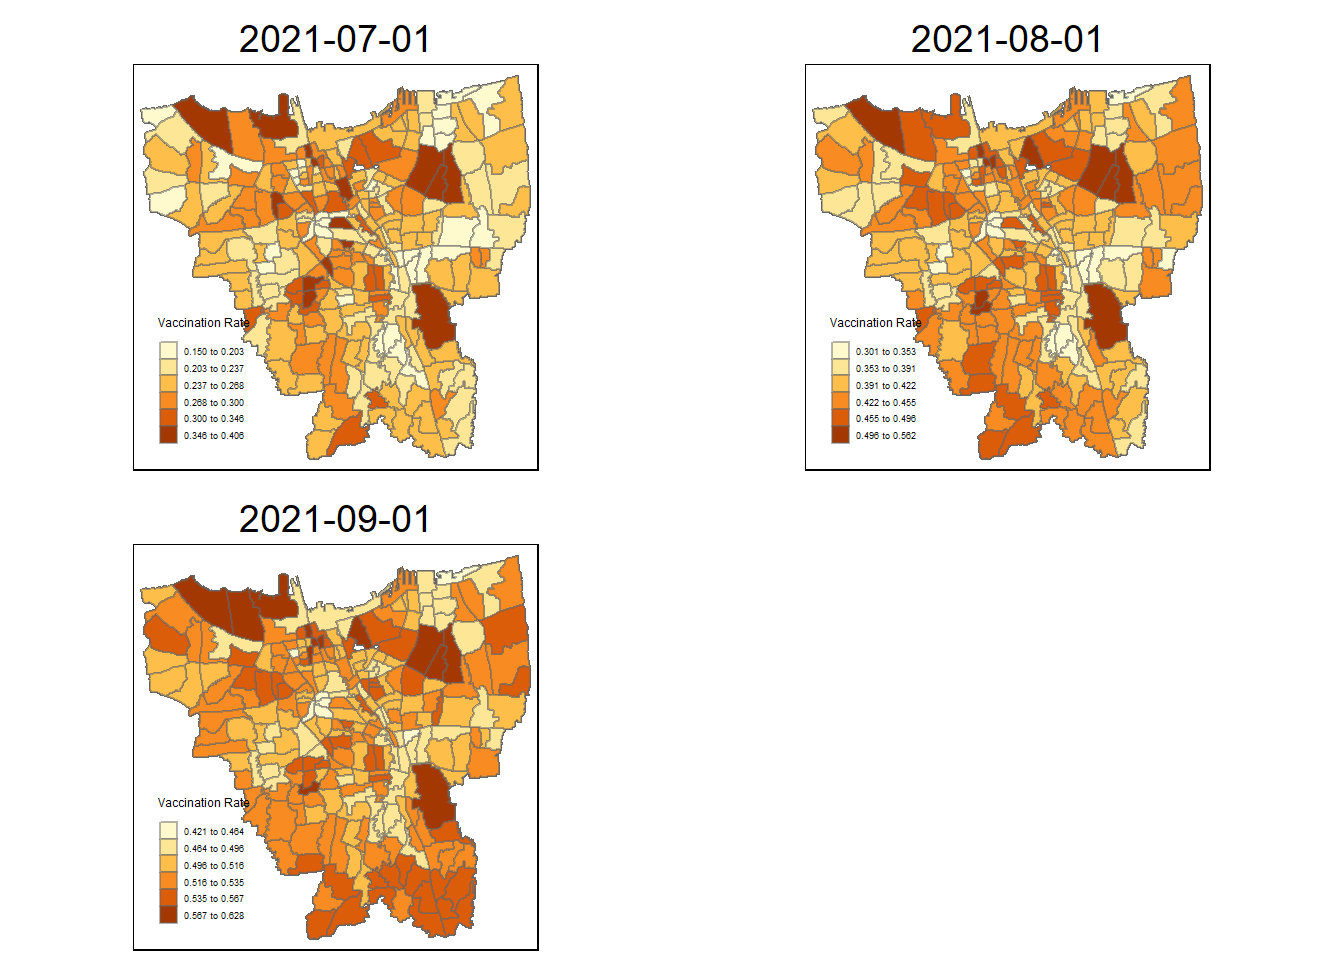 2021-07-01
Vaccination Rate
0.150 to 0.203
0.203 to 0.237
0.237 to 0.268
0.268 to 0.300
0.300 to 0.346
0.346 to 0.406
2021-08-01
Vaccination Rate
0.301 to 0.353
0.353 to 0.391
0.391 to 0.422
0.422 to 0.455
0.455 to 0.496
0.496 to 0.562
2021-09-01
Vaccination Rate
0.421 to 0.464
0.464 to 0.496
0.496 to 0.516
0.516 to 0.535
0.535 to 0.567
0.567 to 0.628